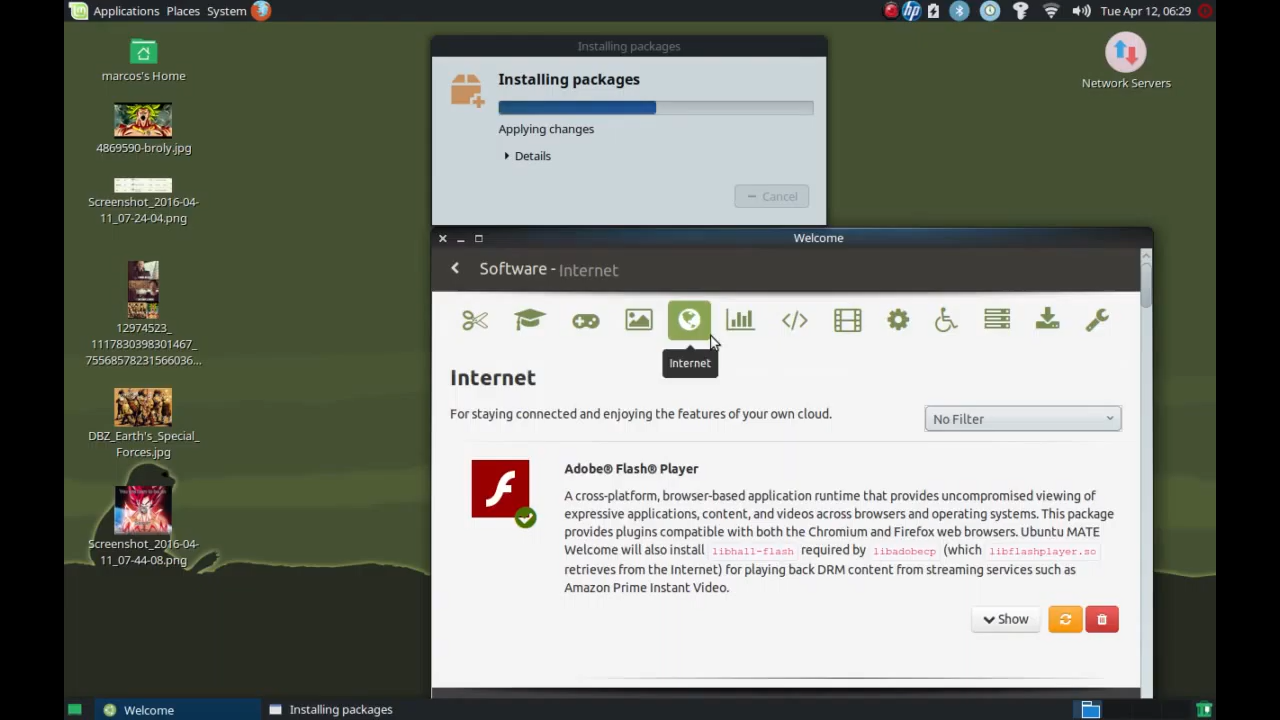 Applications Places System
Tue Apr 12, 06:29
marcos's Home
4869590-broly.jpg
Screenshot_2016-04-
11_07-24-04.png
12974523_
1117830398301467_
75568578231566036...
DBZ_Earth's_Special_
Forces.jpg
Screenshot_2016-04-
11_07-44-08.png
Network Servers
Installing packages
Installing packages
Applying changes
Details
Cancel
Welcome
Software - Internet
Internet
Internet
For staying connected and enjoying the features of your own cloud.
No Filter
Adobe® Flash® Player
A cross-platform, browser-based application runtime that provides uncompromised viewing of
expressive applications, content, and videos across browsers and operating systems. This package
provides plugins compatible with both the Chromium and Firefox web browsers. Ubuntu MATE
Welcome will also install libhall-flash required by libadobecp (which libflashplayer.so
retrieves from the Internet) for playing back DRM content from streaming services such as
Amazon Prime Instant Video.
Show
Welcome
Installing packages